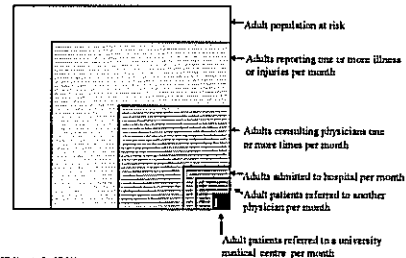 Adult population at risk
Adults reporting one or more illness
or injuries per month
Adults consulting physicians one
or more times per month
Adults admitted to hospital per month
Adult patients referred to another
physician per month
Adult patients referred to a university
medical centre per month